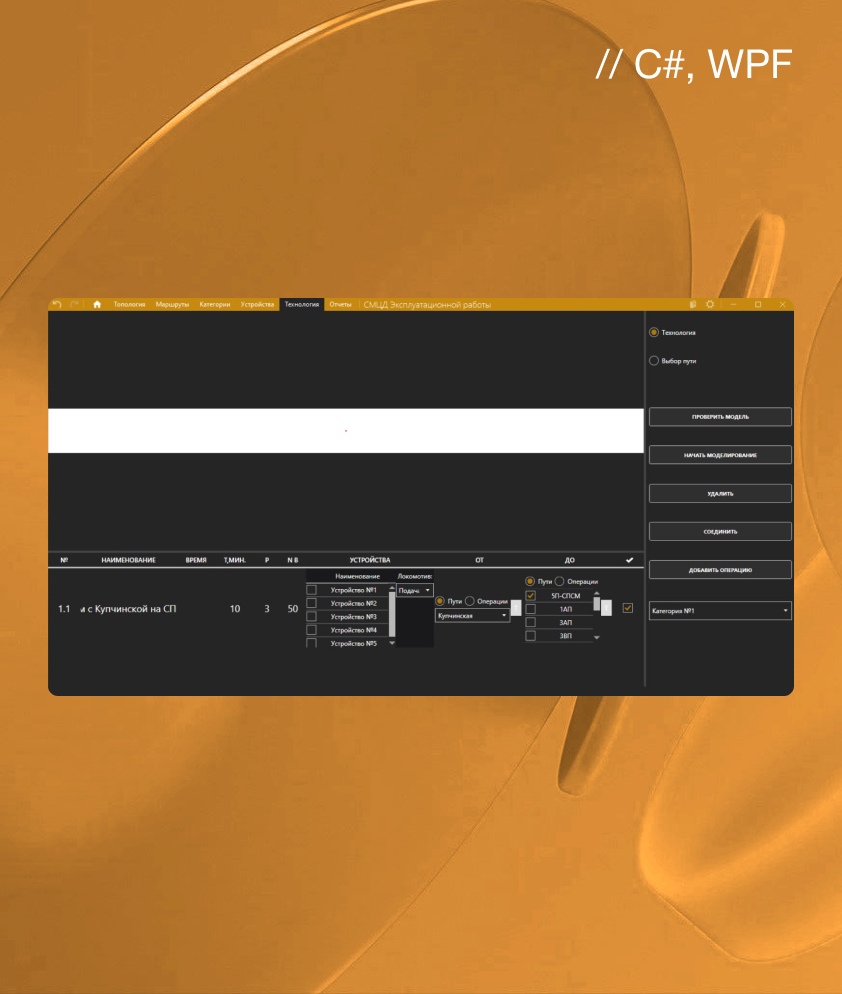 // C#, WPF
Топология Маршруты Категории Устройства Технология Отчеты СМЦД Эксплуатационной работы
Технология
Выбор пути
ПРОВЕРИТЬ МОДЕЛЬ
НАЧАТЬ МОДЕЛИРОВАНИЕ
УДАЛИТЬ
СОЕДИНИТЬ
ДОБАВИТЬ ОПЕРАЦИЮ
Категория №1
№ НАИМЕНОВАНИЕ ВРЕМЯ T,МИН. P N В УСТРОЙСТВА ОТ ДО
1.1 с Купчинской на СП 10 3 50
Наименование Локомотив:
Устройство №1 Подач
Устройство №2
Устройство №3
Устройство №4
Устройство №5
Пути Операции
Купчинская
Пути Операции
5П-СПСМ
1АП
3АП
3ВП